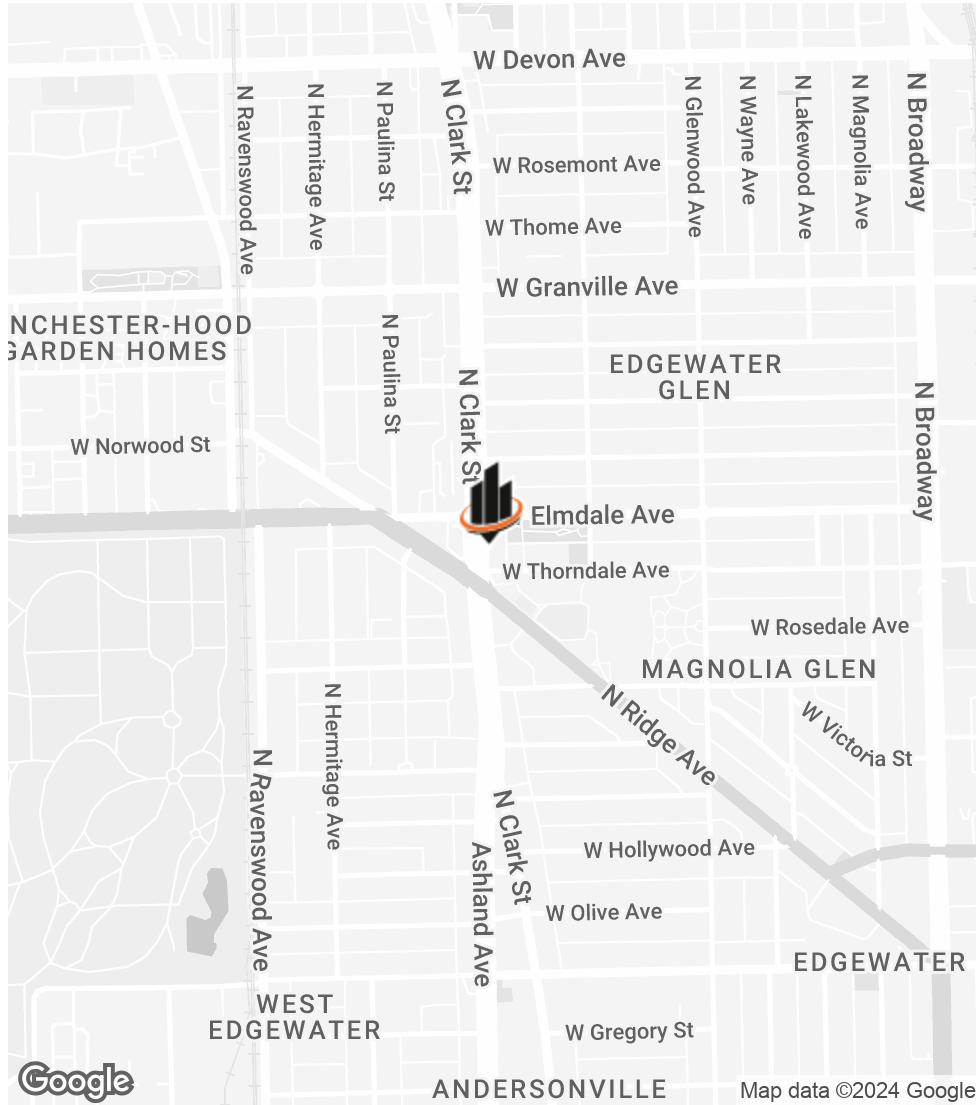 W Devon Ave
N Ravenswood Ave
N Hermitage Ave
N Paulina St
N Clark St
N Glenwood Ave
N Wayne Ave
N Lakewood Ave
N Magnolia Ave
N Broadway
W Rosemont Ave
W Thome Ave
W Granville Ave
NCHESTER-HOOD
GARDEN HOMES
N Paulina St
EDGEWATER
GLEN
N Clark St
N Broadway
W Norwood St
Elmdale Ave
W Thorndale Ave
W Rosedale Ave
MAGNOLIA GLEN
N Hermitage Ave
N Ridge Ave
W Victoria St
N Ravenswood Ave
N Clark St
Ashland Ave
W Hollywood Ave
W Olive Ave
EDGEWATER
WEST
EDGEWATER
W Gregory St
Google
ANDERSONVILLE
Map data ©2024 Google